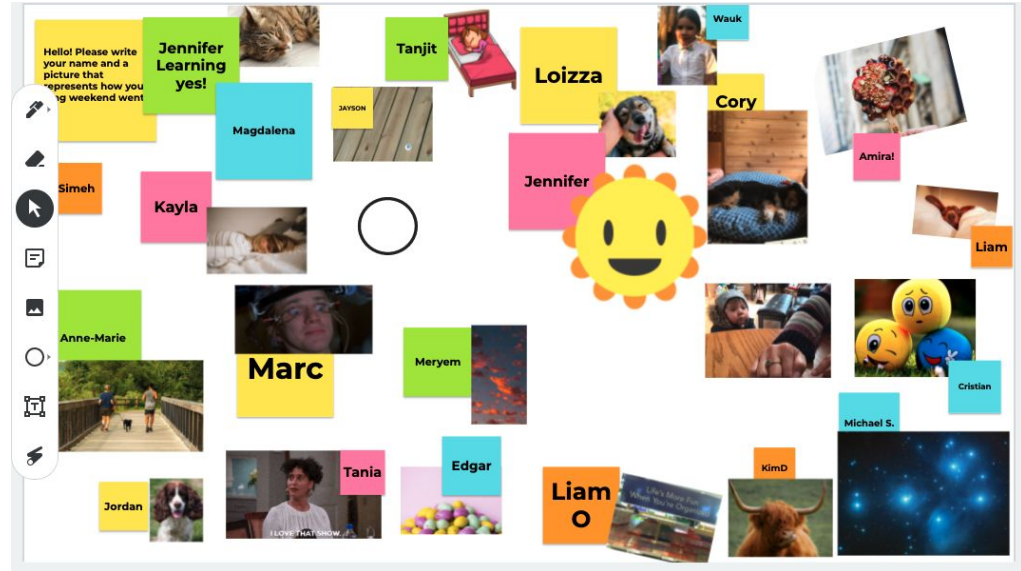 Hello! Please write
your name and a
picture that
represents how you
weekend went
Jennifer
Learning
yes!
Magdalena
Tanjit
JAYSON
Loizza
Wauk
Cory
Amira!
Simeh
Kayla
Jennifer
Liam
Anne-Marie
Marc
Meryem
Cristian
Michael S.
Jordan
Tania
I LOVE THAT SHOW.
Edgar
Liam
O
Life's More Fun
When You're Organized
KimD